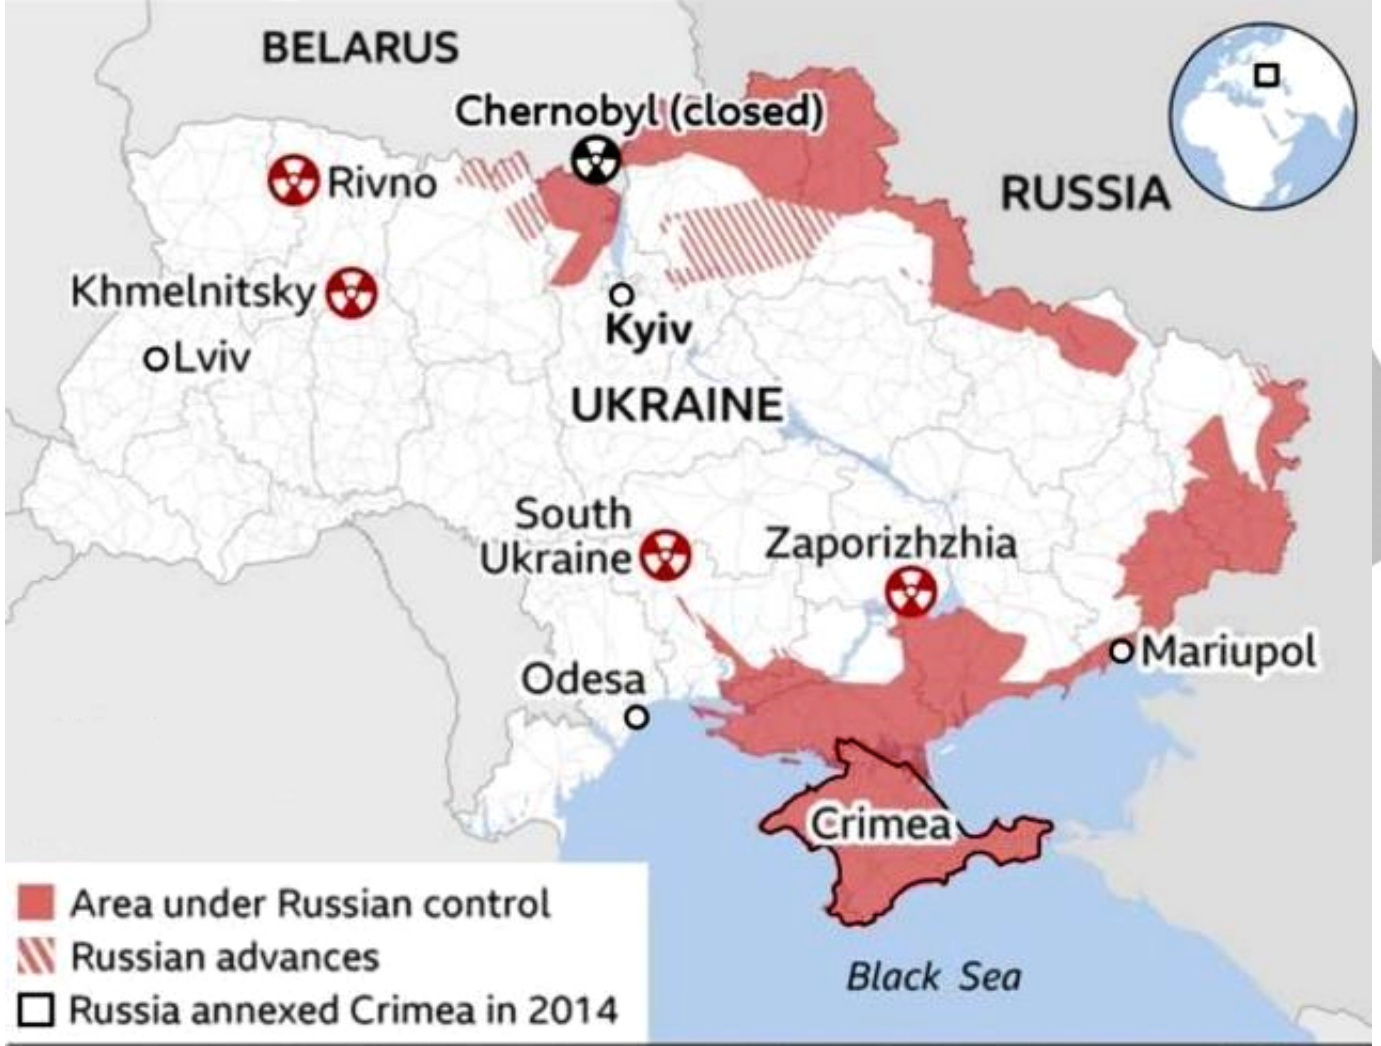 BELARUS
Chernobyl (closed)
Rivno
RUSSIA
Khmelnitsky
Lviv
Kyiv
UKRAINE
South
Ukraine
Zaporizhzhia
Mariupol
Odesa
Crimea
Area under Russian control
Russian advances
Russia annexed Crimea in 2014
Black Sea